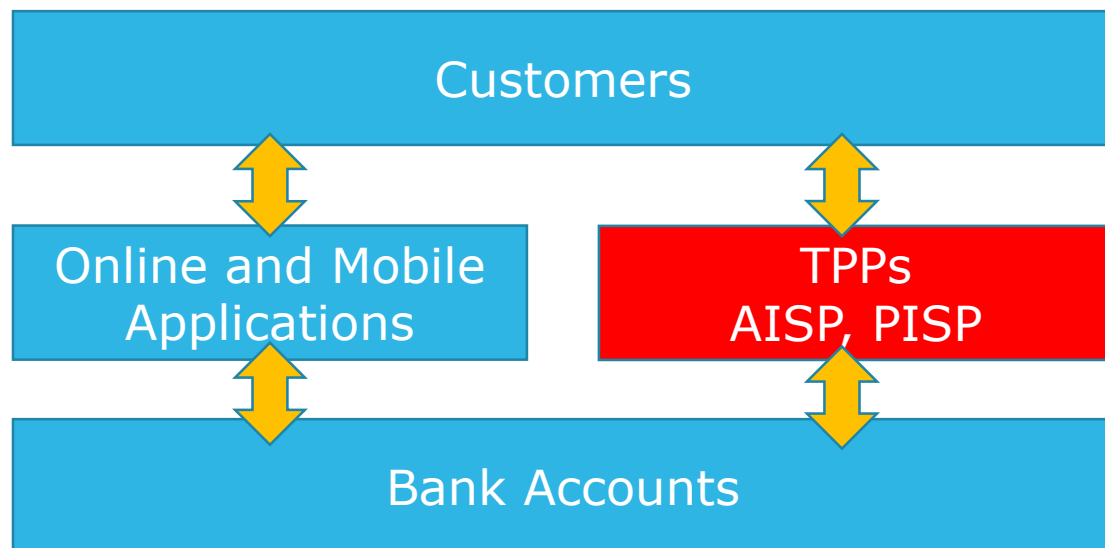 Customers
Online and Mobile
Applications
TPPs
AISP, PISP
Bank Accounts